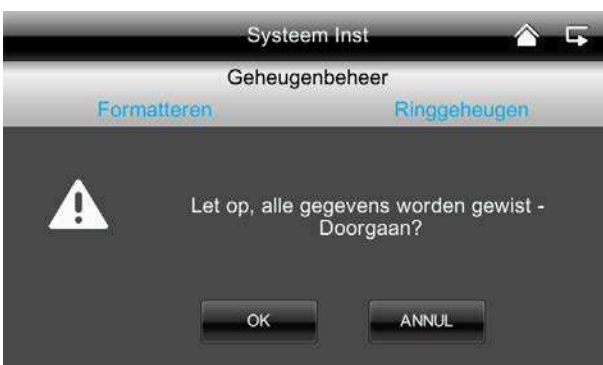 Systeem Inst
Geheugenbeheer
Formatteren Ringgeheugen
Let op, alle gegevens worden gewist -
Doorgaan?
OK ANNUL